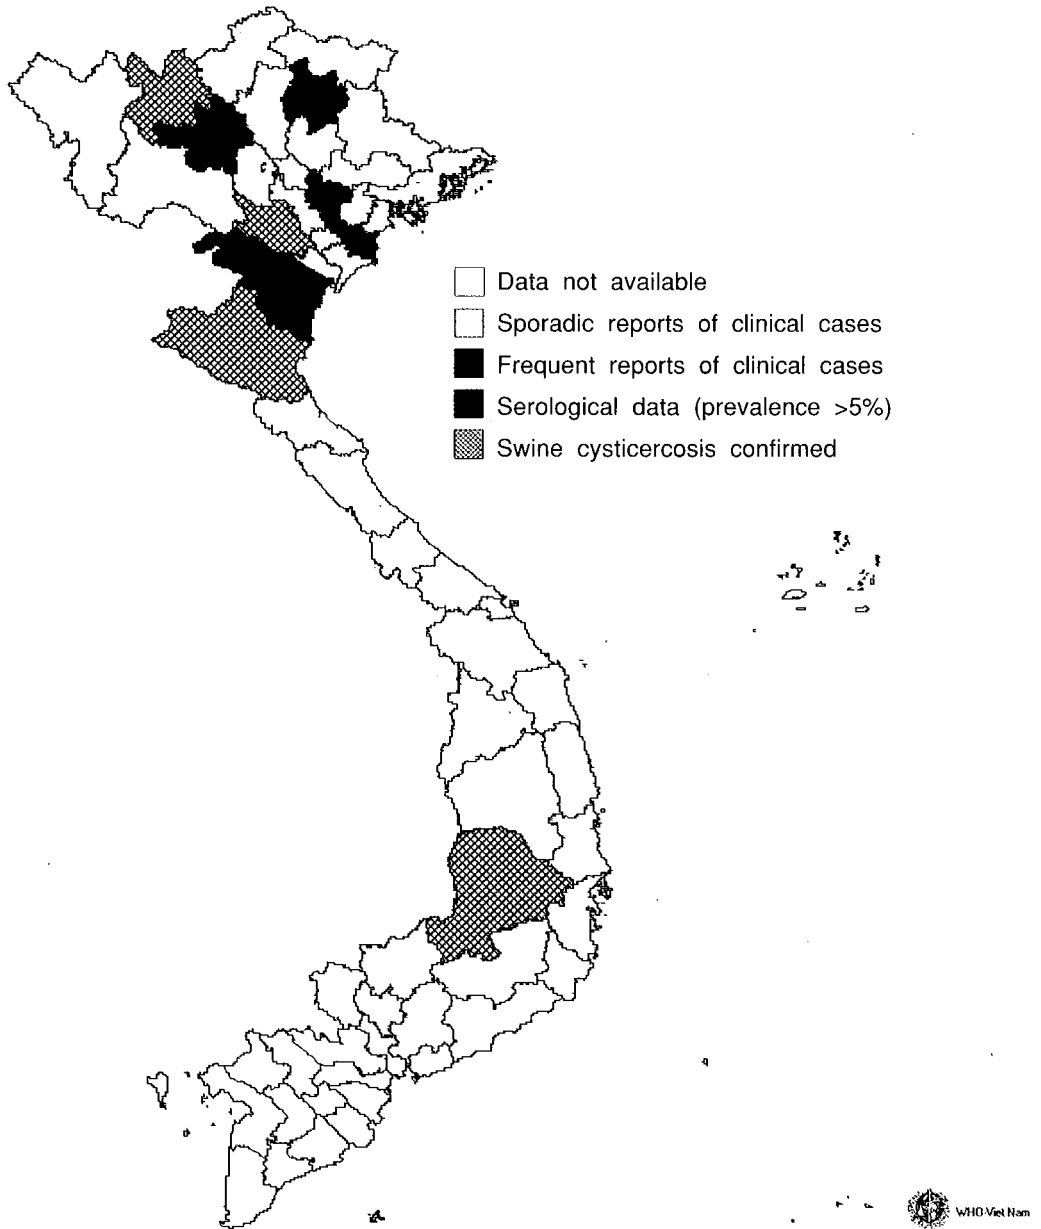 Data not available
Sporadic reports of clinical cases
Frequent reports of clinical cases
Serological data (prevalence >5%)
Swine cysticercosis confirmed
WHO-Viet Nam